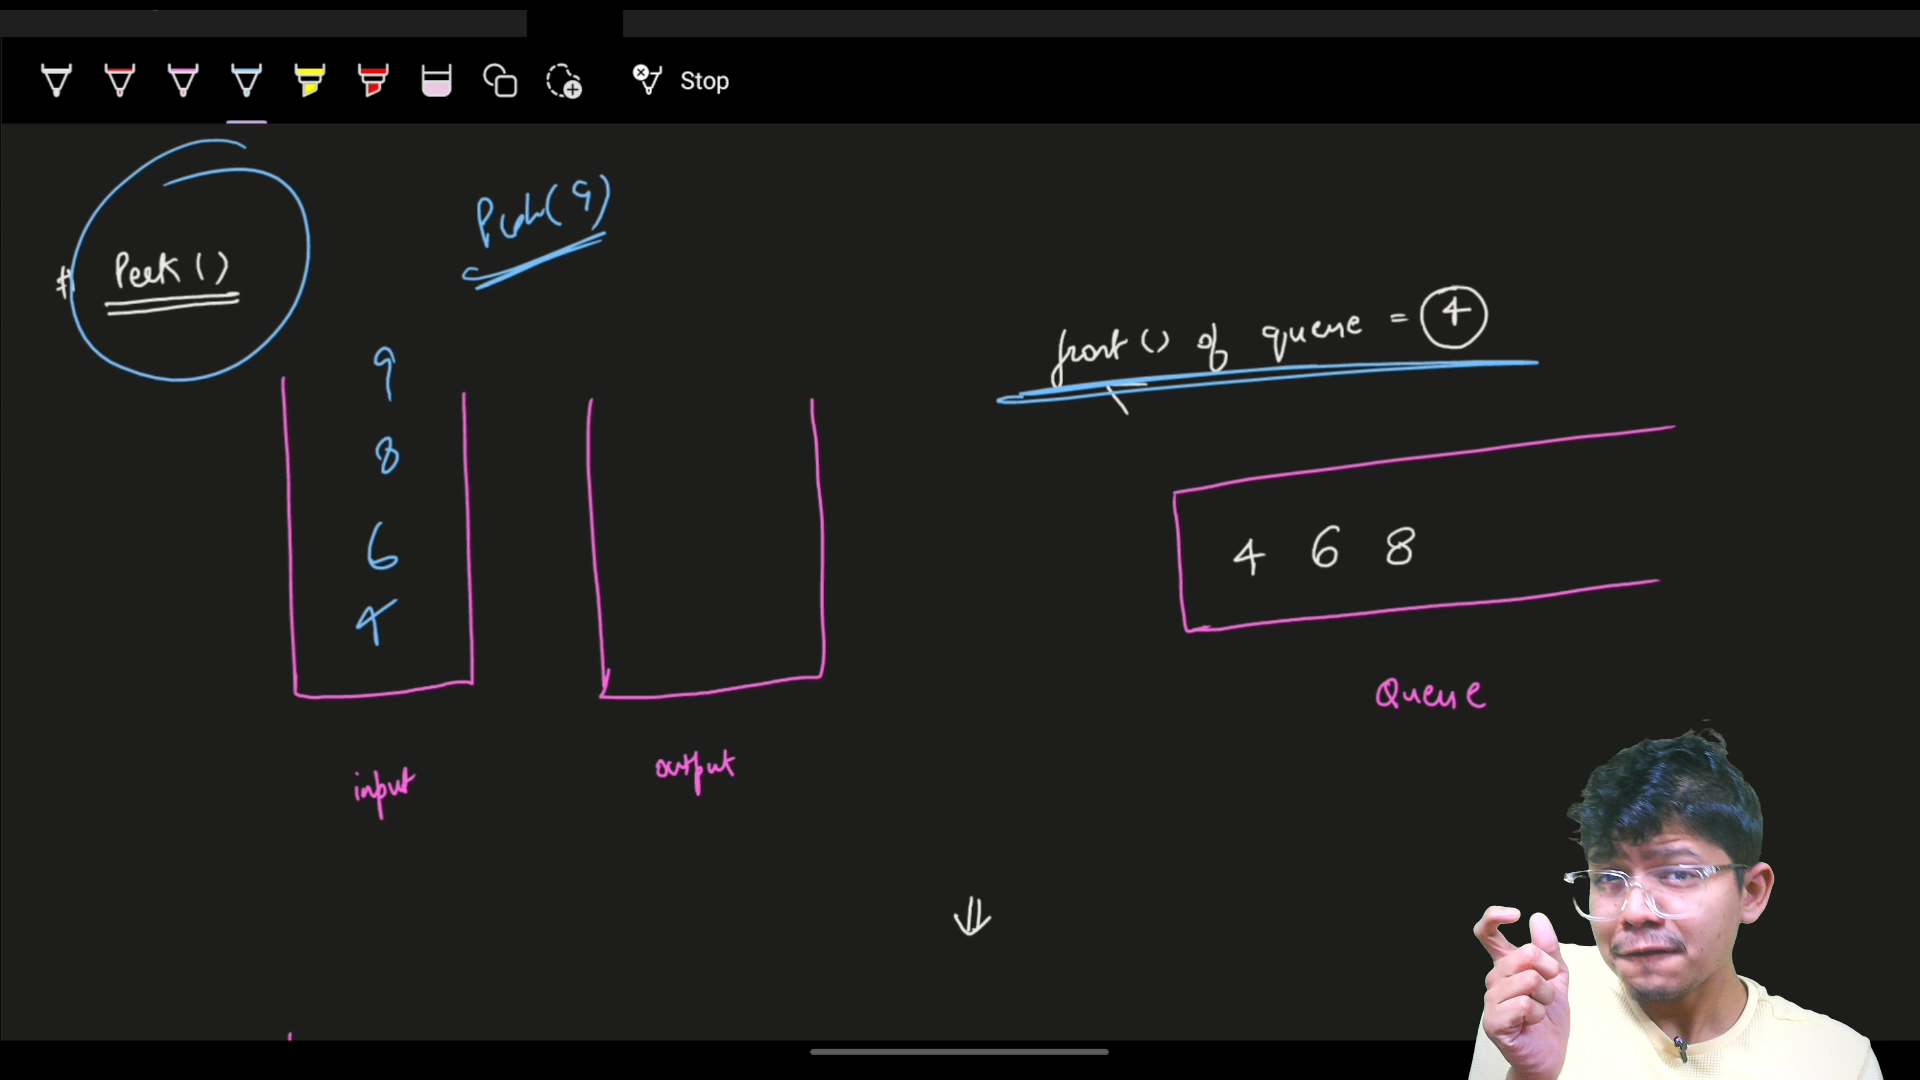 Stop
Push(9)
# Peek()
front() of queue = 4
9
8
6
4
4 6 8
Queue
input
output